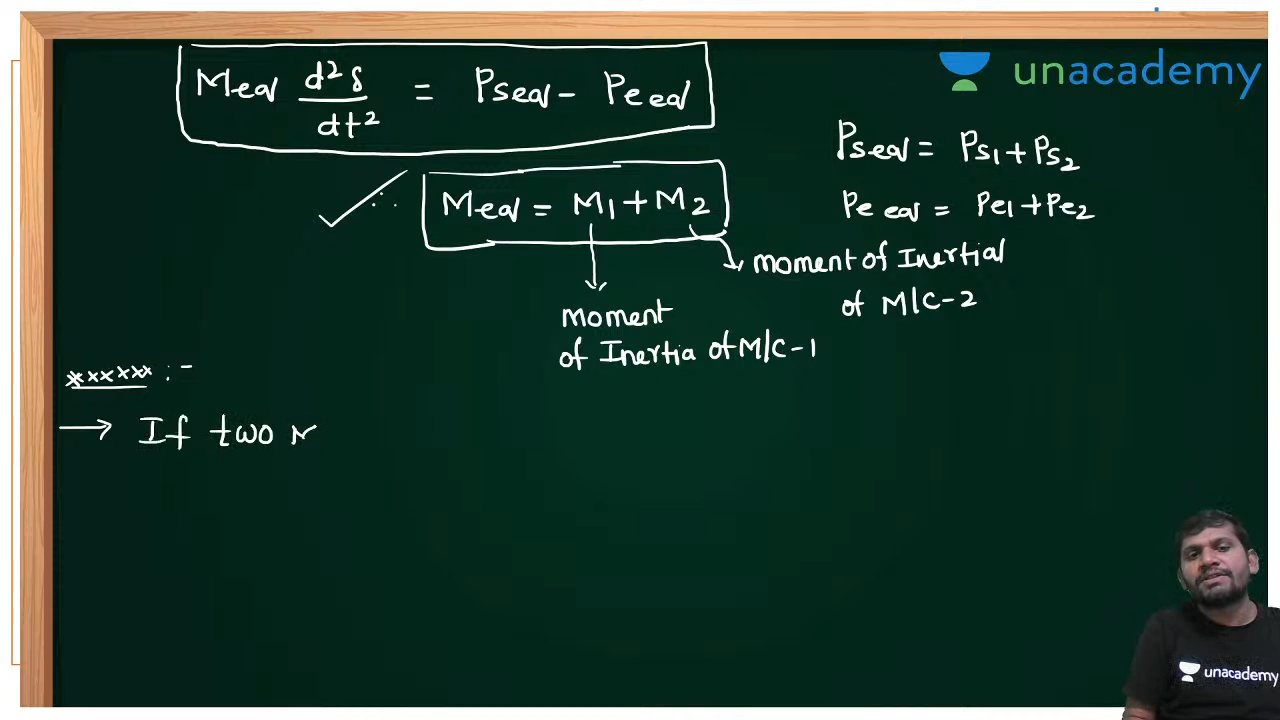 unacademy
Meq d²δ/dt² = Pseq - Peeq
Pseq = Ps1 + Ps2
Meq = M1 + M2
Peeq = Pe1 + Pe2
moment of Inertial
of M/C-2
moment
of Inertia of M/C-1
×××××× :-
→ If two
unacademy